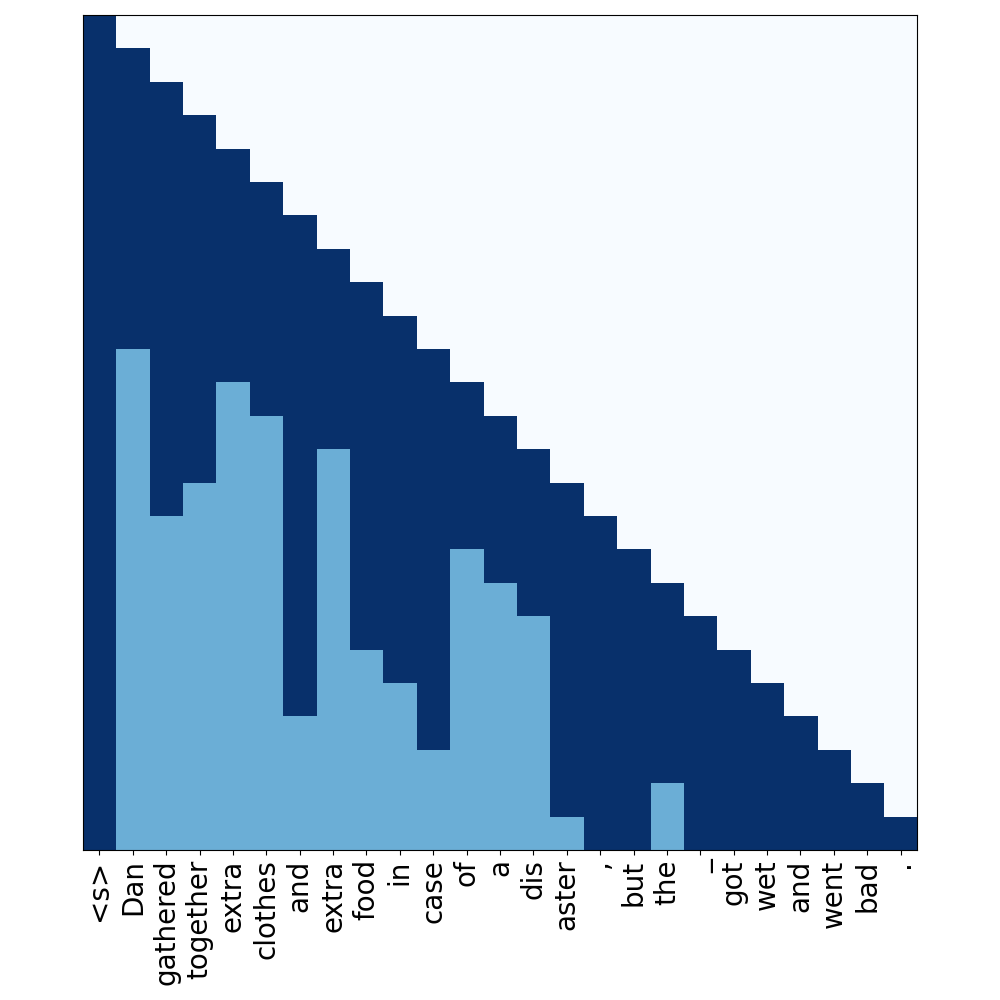 <s> Dan gathered together extra clothes and extra food in case of a dis aster , but the _ got wet and went bad .